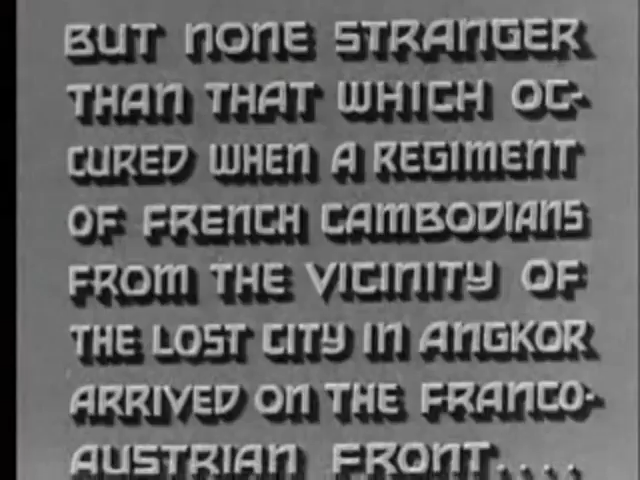 BUT NONE STRANGER
THAN THAT WHICH OC-
CURED WHEN A REGIMENT
OF FRENCH CAMBODIANS
FROM THE VICINITY OF
THE LOST CITY IN ANGKOR
ARRIVED ON THE FRANCO-
AUSTRIAN FRONT....